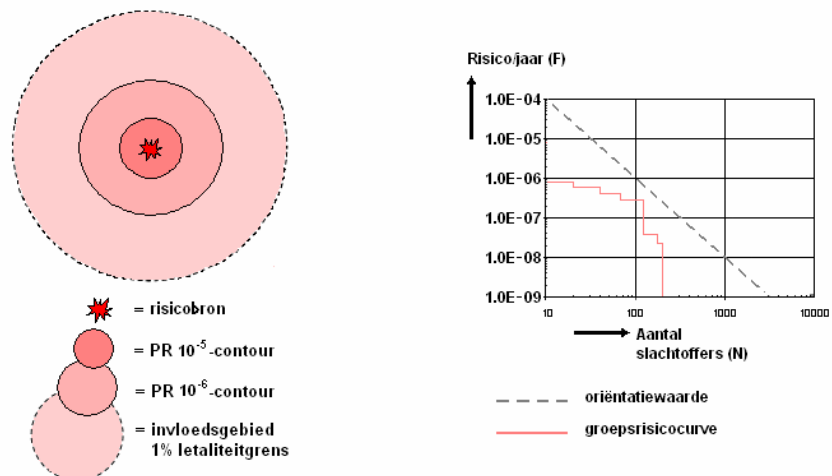 = risicobron
= PR 10⁻⁵-contour
= PR 10⁻⁶-contour
= invloedsgebied
1% letaliteitgrens
Risico/jaar (F)
1.0E-04
1.0E-05
1.0E-06
1.0E-07
1.0E-08
1.0E-09
10
100
1000
10000
Aantal
slachtoffers (N)
oriëntatiewaarde
groepsrisicocurve